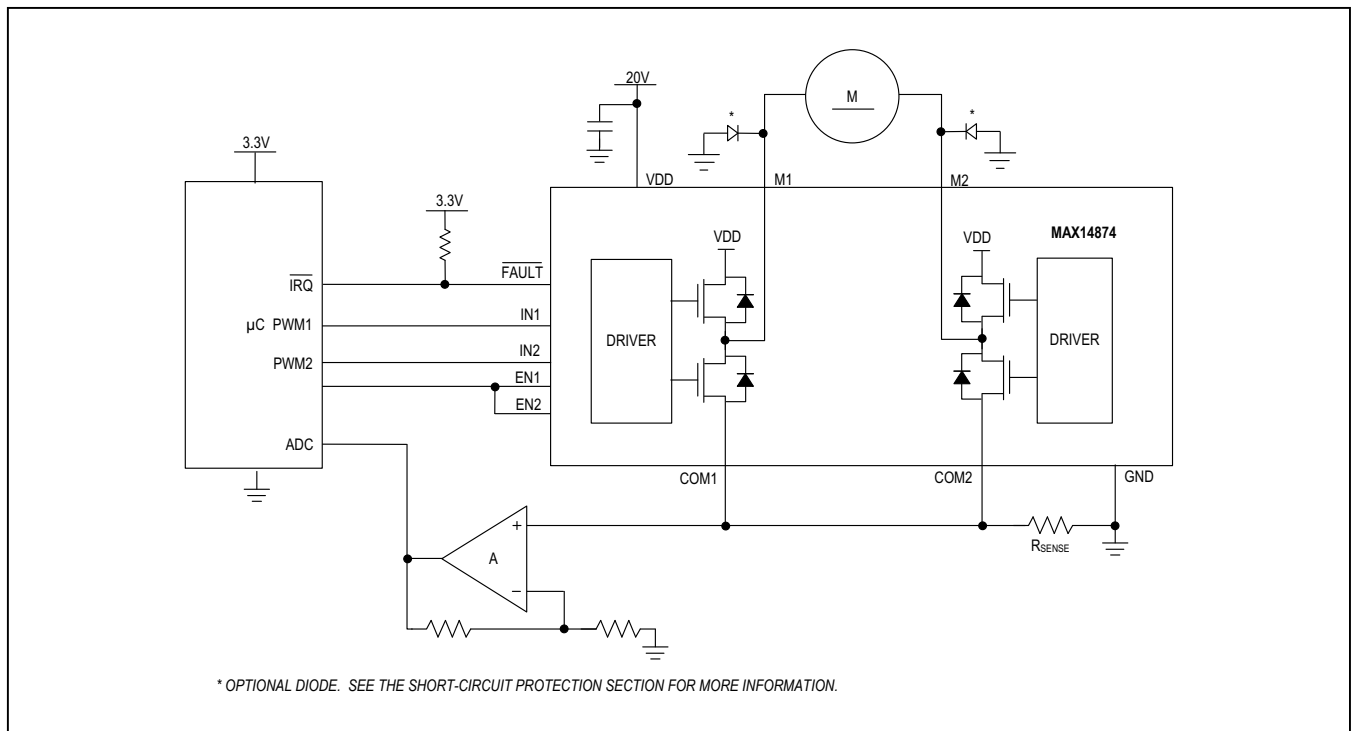 20V
M
*
*
3.3V
VDD
M1
M2
3.3V
MAX14874
VDD
VDD
FAULT
IRQ
µC PWM1
IN1
DRIVER
DRIVER
PWM2
IN2
EN1
EN2
ADC
COM1
COM2
GND
+
RSENSE
A
−
* OPTIONAL DIODE. SEE THE SHORT-CIRCUIT PROTECTION SECTION FOR MORE INFORMATION.